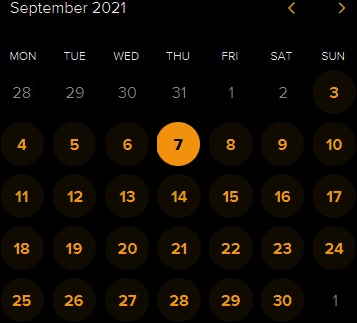 September 2021
MON TUE WED THU FRI SAT SUN
28 29 30 31 1 2 3
4 5 6 7 8 9 10
11 12 13 14 15 16 17
18 19 20 21 22 23 24
25 26 27 28 29 30 1